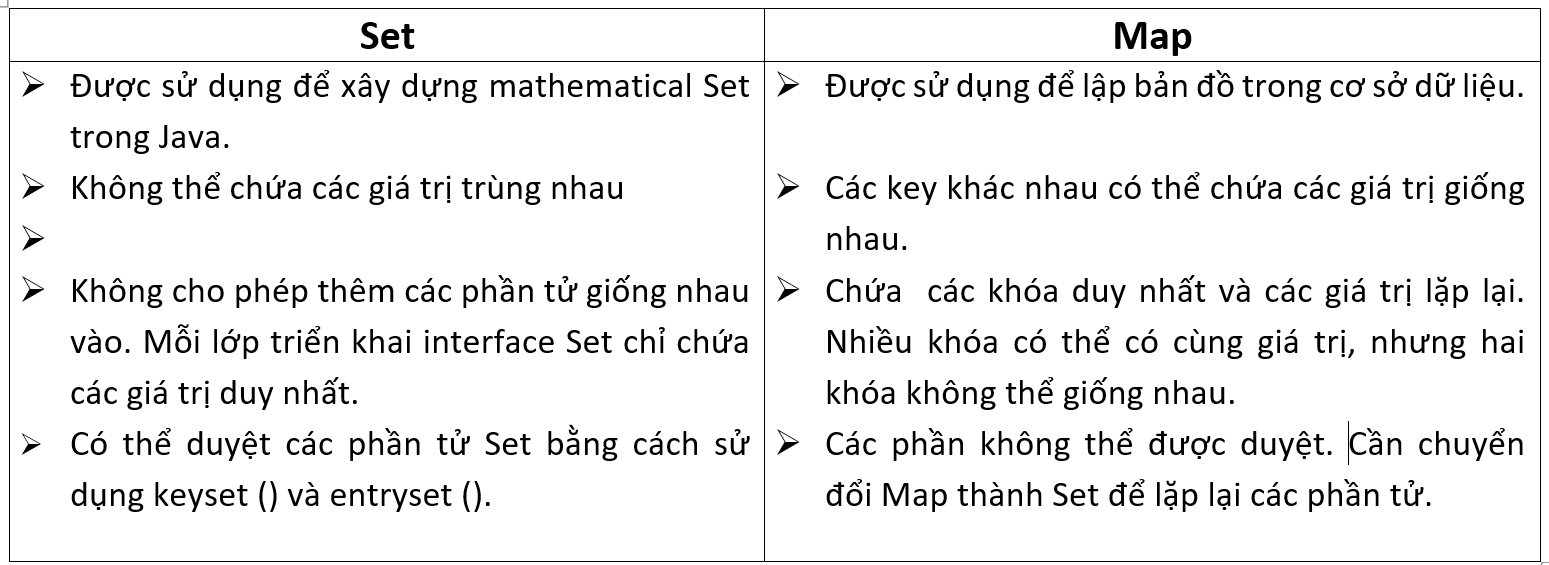 Set
Được sử dụng để xây dựng mathematical Set
trong Java.
Không thể chứa các giá trị trùng nhau
Không cho phép thêm các phần tử giống nhau
vào. Mỗi lớp triển khai interface Set chỉ chứa
các giá trị duy nhất.
Có thể duyệt các phần tử Set bằng cách sử
dụng keyset () và entryset ().
Map
Được sử dụng để lập bản đồ trong cơ sở dữ liệu.
Các key khác nhau có thể chứa các giá trị giống
nhau.
Chứa các khóa duy nhất và các giá trị lặp lại.
Nhiều khóa có thể có cùng giá trị, nhưng hai
khóa không thể giống nhau.
Các phần không thể được duyệt. Cần chuyển
đổi Map thành Set để lặp lại các phần tử.